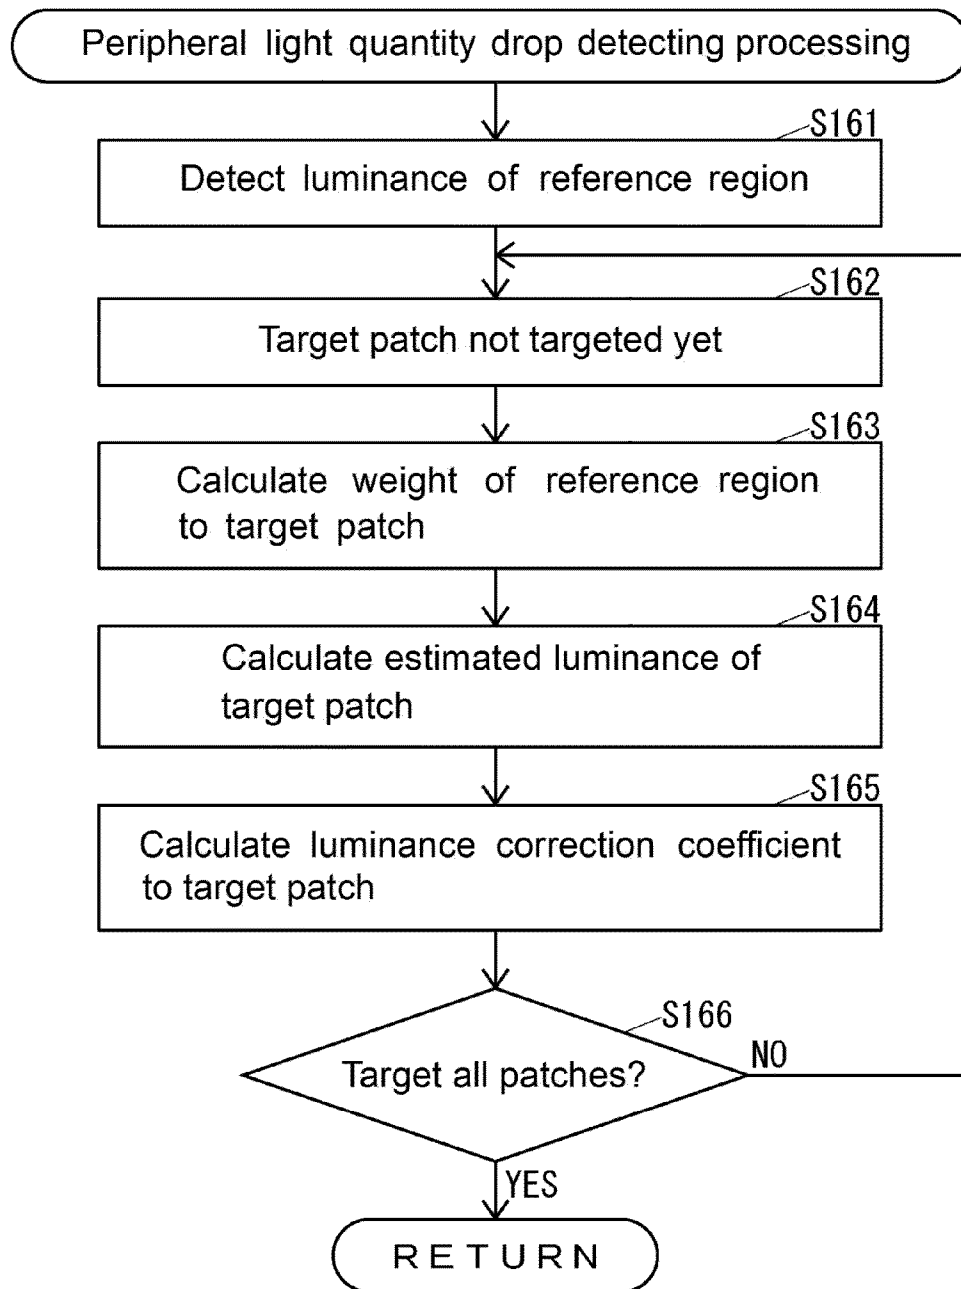 Peripheral light quantity drop detecting processing
S161
Detect luminance of reference region
S162
Target patch not targeted yet
S163
Calculate weight of reference region
to target patch
S164
Calculate estimated luminance of
target patch
S165
Calculate luminance correction coefficient
to target patch
S166
Target all patches?
NO
YES
RETURN